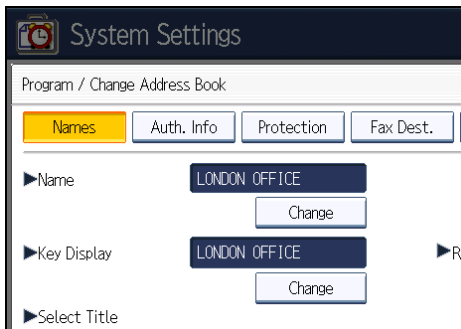 System Settings
Program / Change Address Book
Names Auth. Info Protection Fax Dest.
▶Name LONDON OFFICE
Change
▶Key Display LONDON OFFICE ▶R
Change
▶Select Title